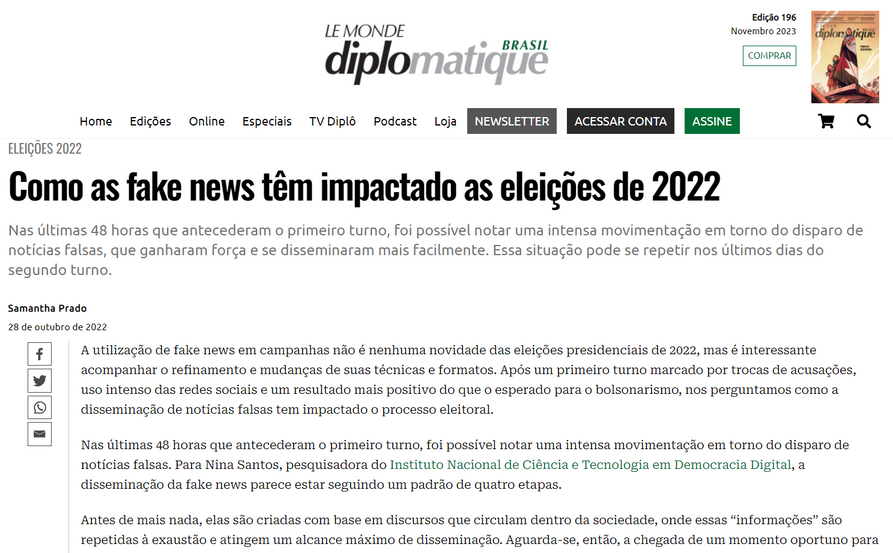 LE MONDE
diplomatique
BRASIL
Edição 196
Novembro 2023
COMPRAR
diplomatique
Home Edições Online Especiais TV Diplô Podcast Loja NEWSLETTER ACESSAR CONTA ASSINE
ELEIÇÕES 2022
Como as fake news têm impactado as eleições de 2022
Nas últimas 48 horas que antecederam o primeiro turno, foi possível notar uma intensa movimentação em torno do disparo de
notícias falsas, que ganharam força e se disseminaram mais facilmente. Essa situação pode se repetir nos últimos dias do
segundo turno.
Samantha Prado
28 de outubro de 2022
A utilização de fake news em campanhas não é nenhuma novidade das eleições presidenciais de 2022, mas é interessante
acompanhar o refinamento e mudanças de suas técnicas e formatos. Após um primeiro turno marcado por trocas de acusações,
uso intenso das redes sociais e um resultado mais positivo do que o esperado para o bolsonarismo, nos perguntamos como a
disseminação de notícias falsas tem impactado o processo eleitoral.
Nas últimas 48 horas que antecederam o primeiro turno, foi possível notar uma intensa movimentação em torno do disparo de
notícias falsas. Para Nina Santos, pesquisadora do Instituto Nacional de Ciência e Tecnologia em Democracia Digital, a
disseminação da fake news parece estar seguindo um padrão de quatro etapas.
Antes de mais nada, elas são criadas com base em discursos que circulam dentro da sociedade, onde essas “informações” são
repetidas à exaustão e atingem um alcance máximo de disseminação. Aguarda-se, então, a chegada de um momento oportuno para